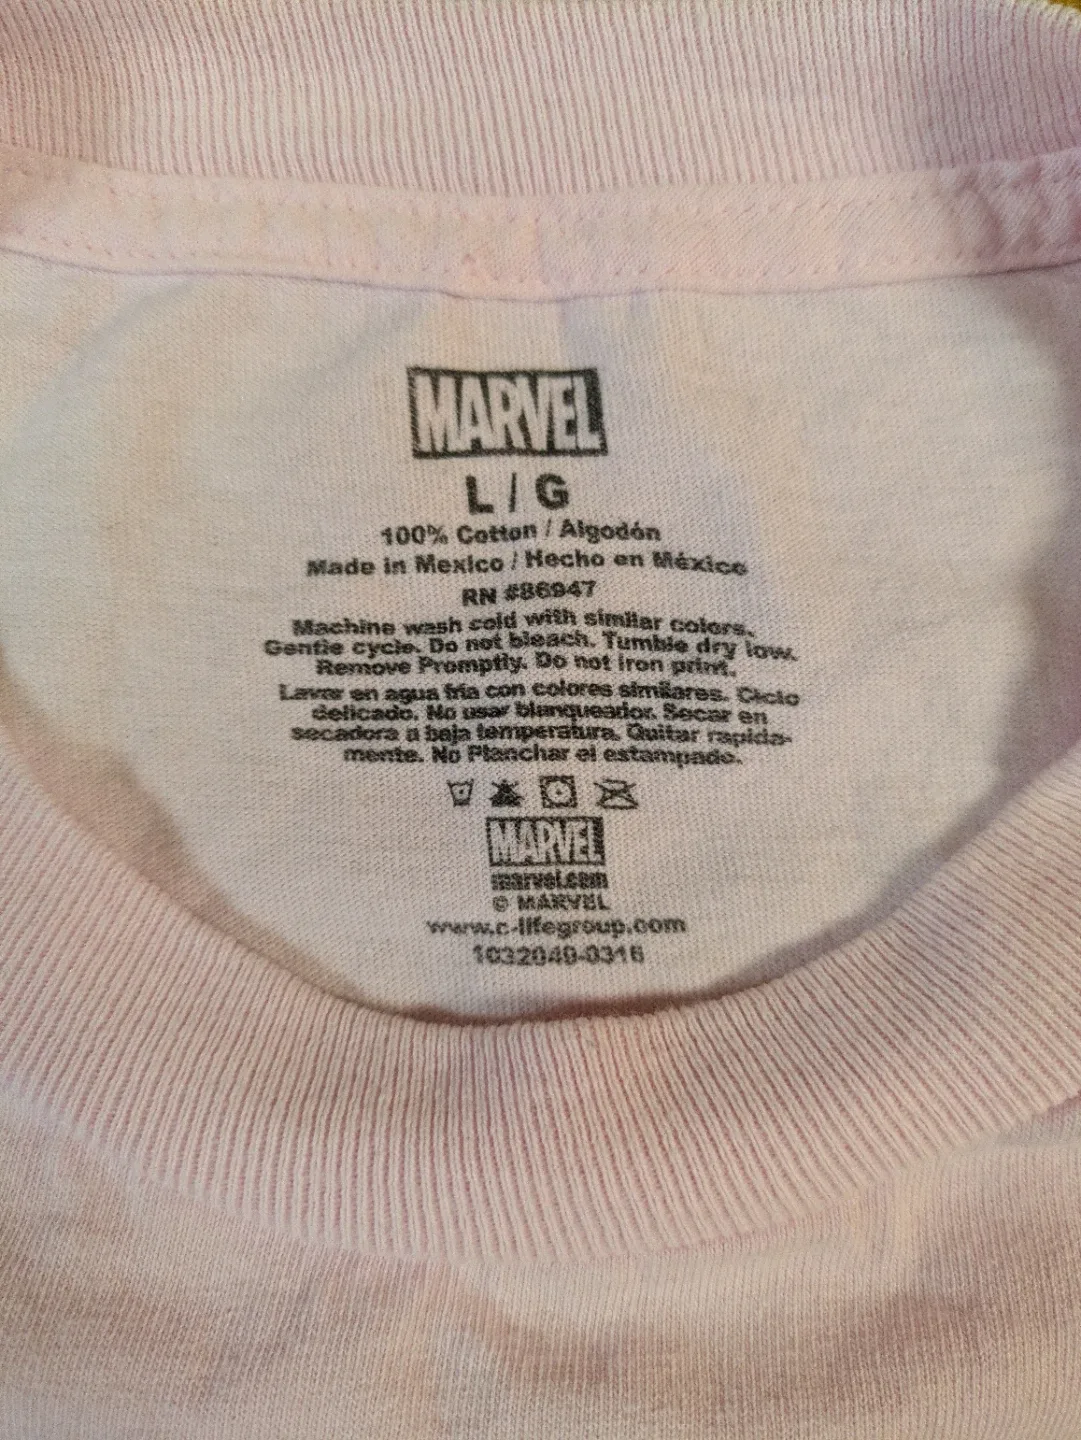 MARVEL
L / G
100% Cotton / Algodón
Made in Mexico / Hecho en México
RN #86947
Machine wash cold with similar colors.
Gentle cycle. Do not bleach. Tumble dry low.
Remove Promptly. Do not iron print.
Lavar en agua fría con colores similares. Ciclo
delicado. No usar blanqueador. Secar en
secadora a baja temperatura. Quitar rapida-
mente. No Planchar el estampado.
MARVEL
marvel.com
© MARVEL
www.c-lifegroup.com
1032049-0316